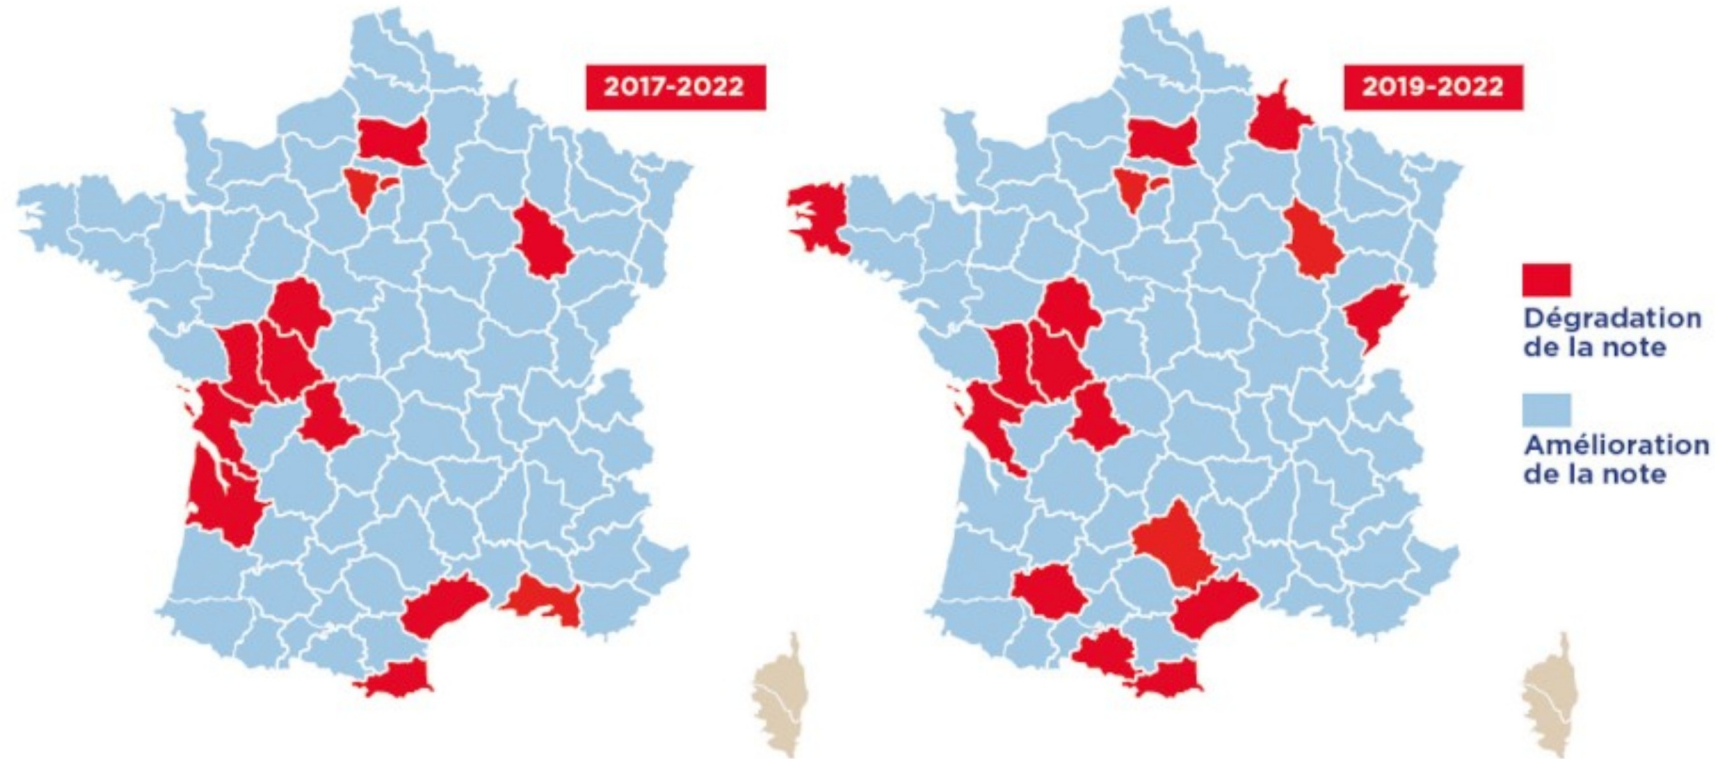 2017-2022
2019-2022
Dégradation
de la note
Amélioration
de la note